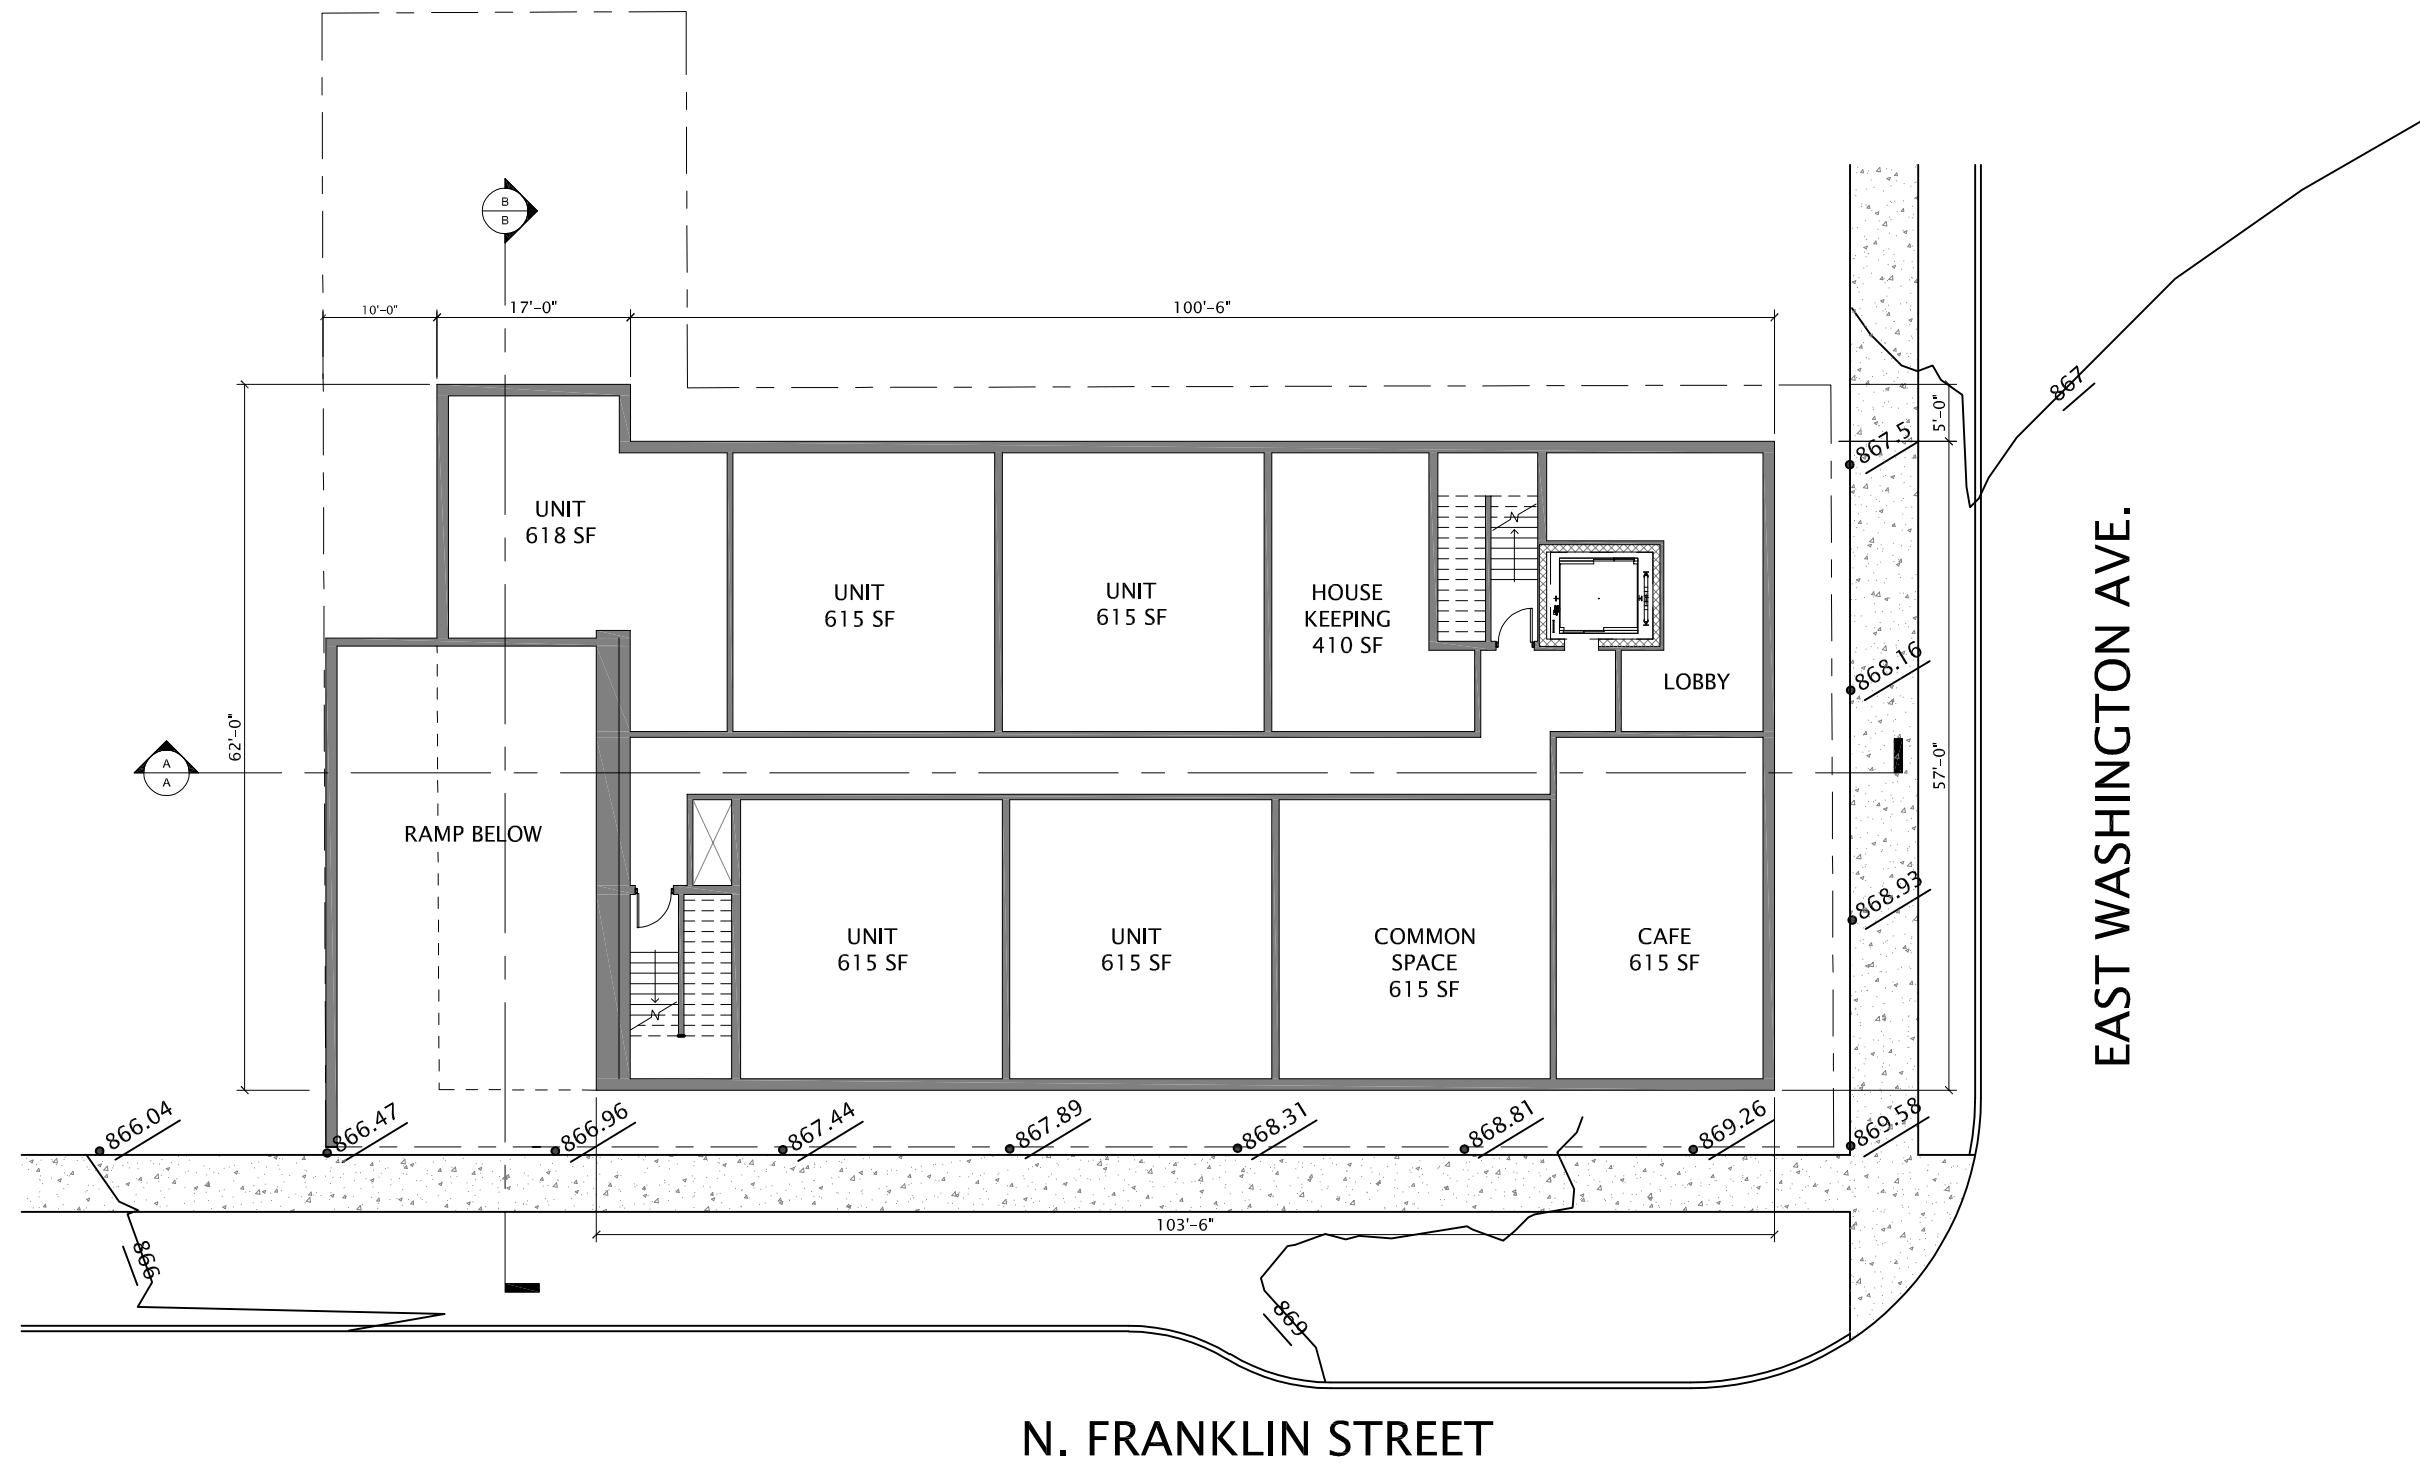 B
B
10'-0"
17'-0"
100'-6"
867
5'-0"
867.5
UNIT
618 SF
UNIT
615 SF
UNIT
615 SF
HOUSE
KEEPING
410 SF
N
LOBBY
868.16
EAST WASHINGTON AVE.
62'-0"
A
A
57'-0"
RAMP BELOW
868.93
UNIT
615 SF
UNIT
615 SF
COMMON
SPACE
615 SF
CAFE
615 SF
N
866.04
866.47
866.96
867.44
867.89
868.31
868.81
869.26
869.58
103'-6"
866
869
N. FRANKLIN STREET